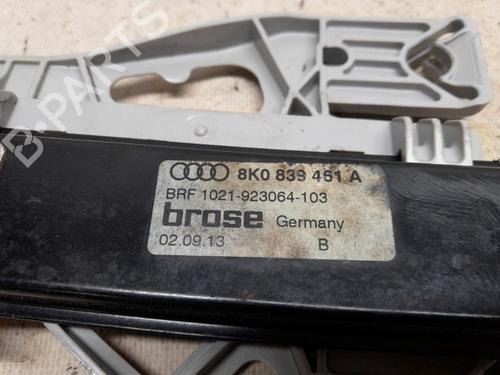 8K0 839 461 A
BRF 1021-923064-103
brose Germany
02.09.13 B
B-PARTS